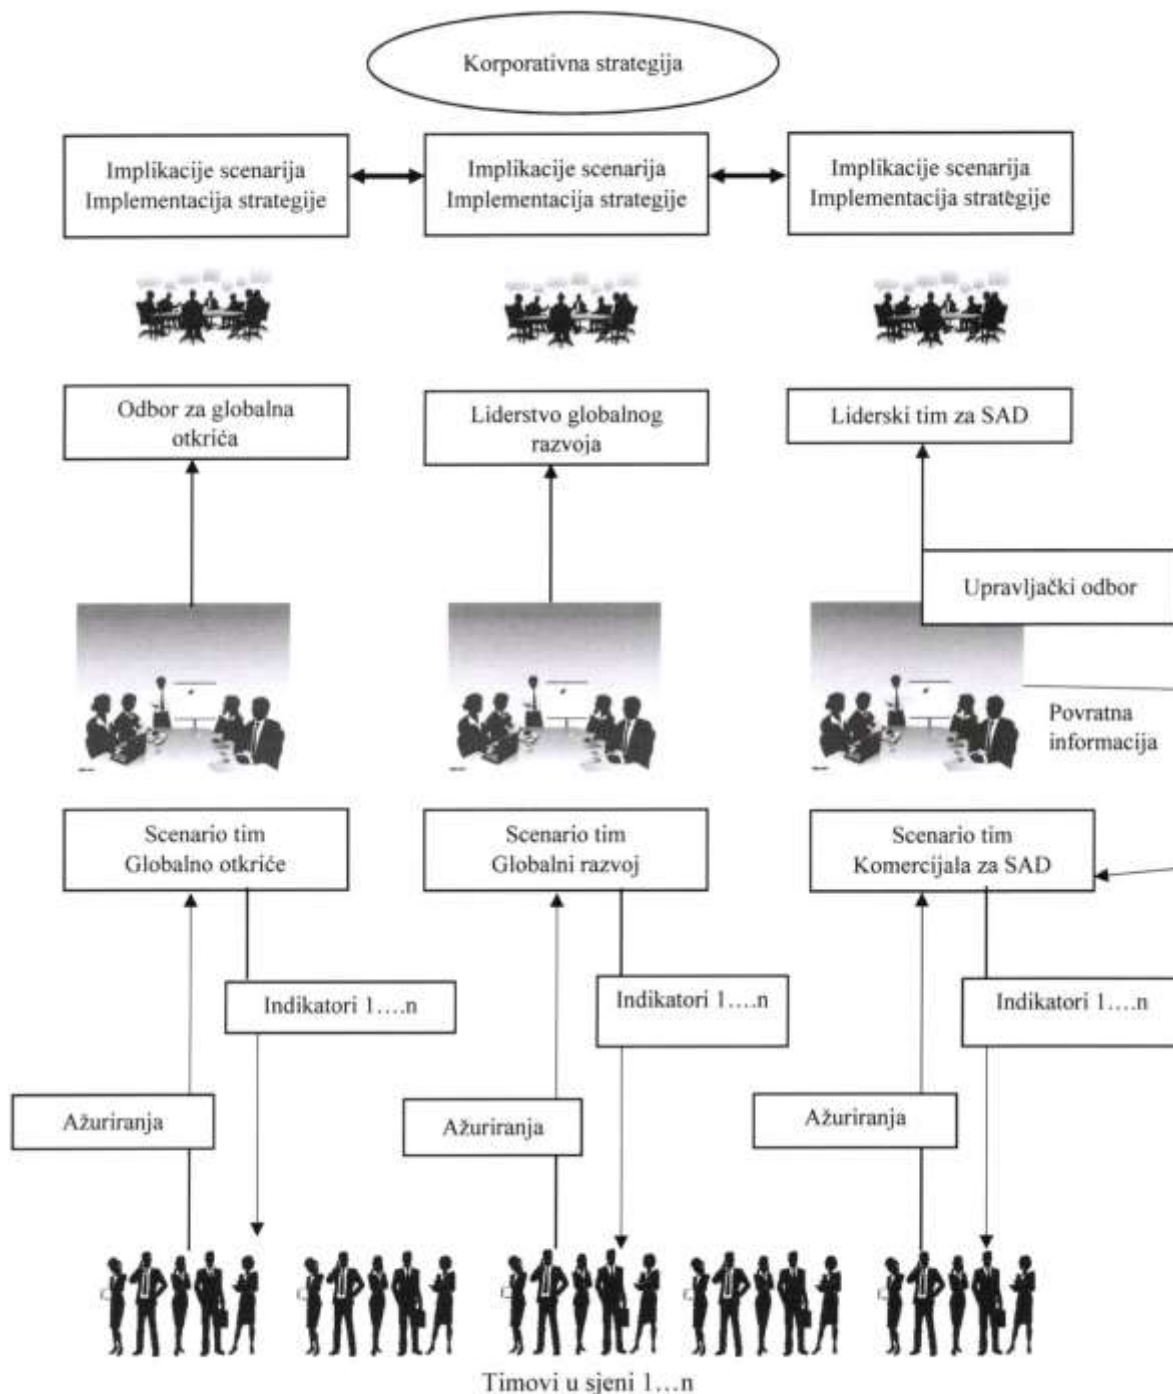 Korporativna strategija
Implikacije scenarija
Implementacija strategije
Implikacije scenarija
Implementacija strategije
Implikacije scenarija
Implementacija strategije
Odbor za globalna
otkrića
Liderstvo globalnog
razvoja
Liderski tim za SAD
Upravljački odbor
Povratna
informacija
Scenario tim
Globalno otkriće
Scenario tim
Globalni razvoj
Scenario tim
Komercijala za SAD
Indikatori 1….n
Indikatori 1….n
Indikatori 1….n
Ažuriranja
Ažuriranja
Ažuriranja
Timovi u sjeni 1…n